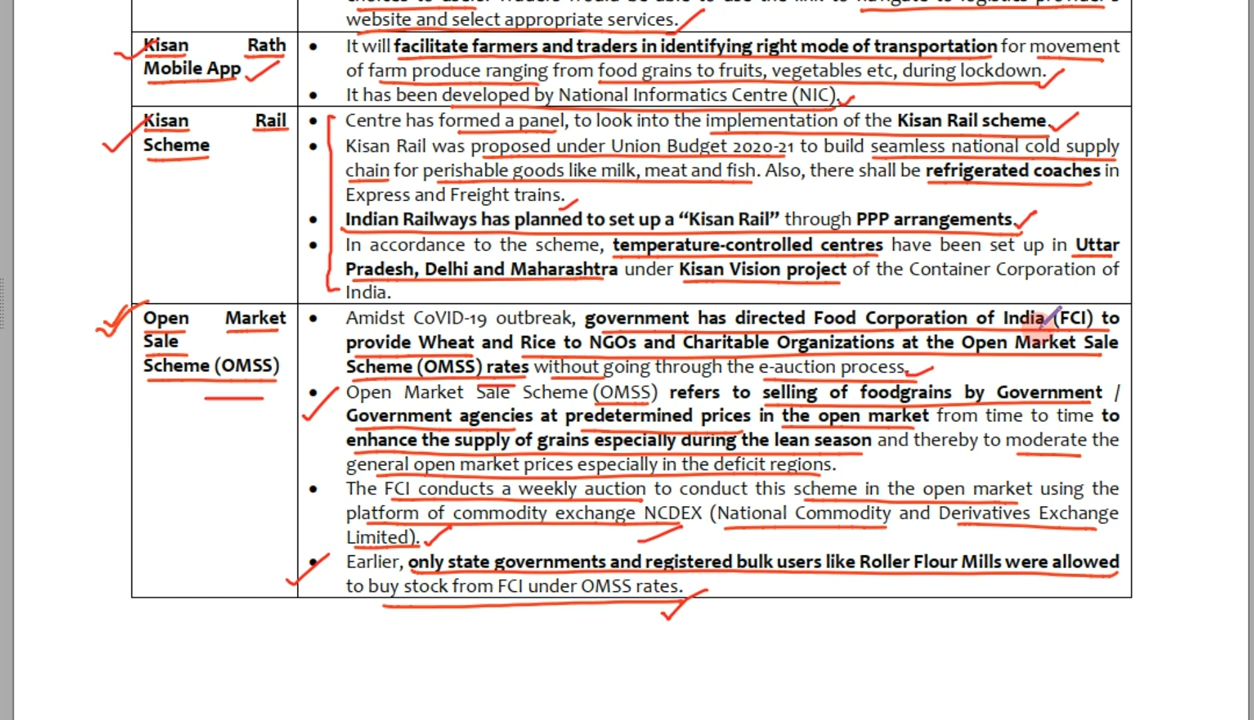 website and select appropriate services.
Kisan Rath
Mobile App
• It will facilitate farmers and traders in identifying right mode of transportation for movement
of farm produce ranging from food grains to fruits, vegetables etc, during lockdown.
• It has been developed by National Informatics Centre (NIC).
Kisan Rail
Scheme
• Centre has formed a panel, to look into the implementation of the Kisan Rail scheme.
• Kisan Rail was proposed under Union Budget 2020-21 to build seamless national cold supply
chain for perishable goods like milk, meat and fish. Also, there shall be refrigerated coaches in
Express and Freight trains.
• Indian Railways has planned to set up a “Kisan Rail” through PPP arrangements.
• In accordance to the scheme, temperature-controlled centres have been set up in Uttar
Pradesh, Delhi and Maharashtra under Kisan Vision project of the Container Corporation of
India.
Open Market
Sale
Scheme (OMSS)
• Amidst CoVID-19 outbreak, government has directed Food Corporation of India (FCI) to
provide Wheat and Rice to NGOs and Charitable Organizations at the Open Market Sale
Scheme (OMSS) rates without going through the e-auction process.
• Open Market Sale Scheme (OMSS) refers to selling of foodgrains by Government /
Government agencies at predetermined prices in the open market from time to time to
enhance the supply of grains especially during the lean season and thereby to moderate the
general open market prices especially in the deficit regions.
• The FCI conducts a weekly auction to conduct this scheme in the open market using the
platform of commodity exchange NCDEX (National Commodity and Derivatives Exchange
Limited).
• Earlier, only state governments and registered bulk users like Roller Flour Mills were allowed
to buy stock from FCI under OMSS rates.